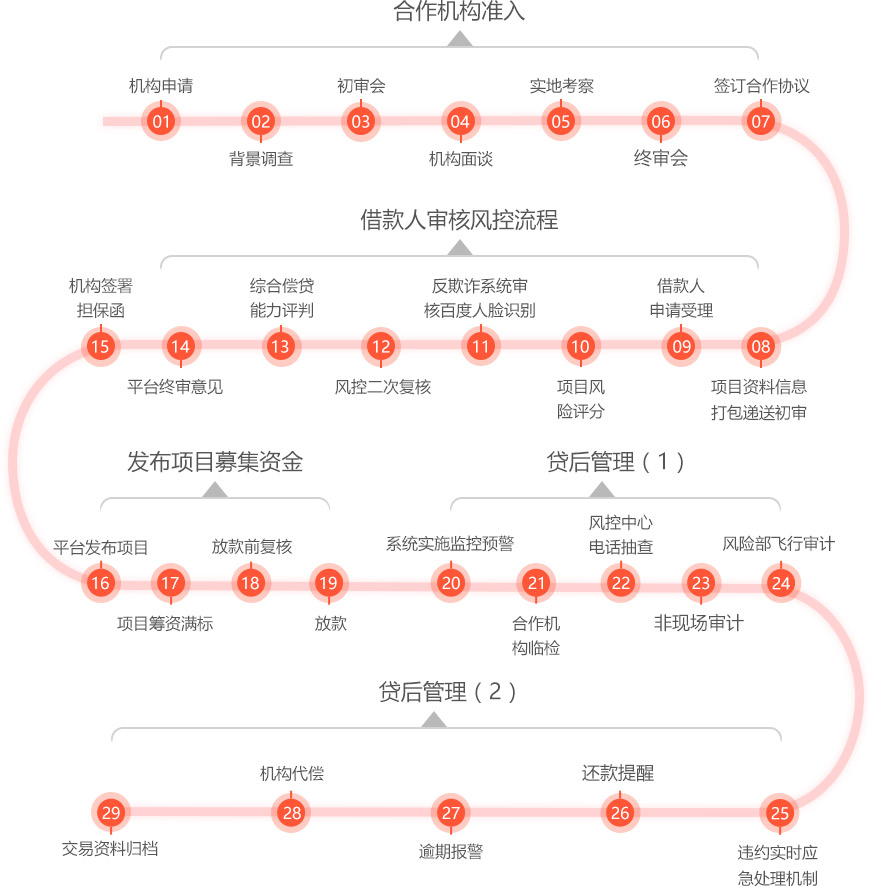 合作机构准入
机构申请
初审会
实地考察
签订合作协议
01
02
03
04
05
06
07
背景调查
机构面谈
终审会
借款人审核风控流程
机构签署
担保函
综合偿贷
能力评判
反欺诈系统审
核百度人脸识别
借款人
申请受理
15
14
13
12
11
10
09
08
平台终审意见
风控二次复核
项目风
险评分
项目资料信息
打包递送初审
发布项目募集资金
贷后管理（1）
平台发布项目
放款前复核
系统实施监控预警
风控中心
电话抽查
风险部飞行审计
16
17
18
19
20
21
22
23
24
项目筹资满标
放款
合作机
构临检
非现场审计
贷后管理（2）
机构代偿
还款提醒
29
28
27
26
25
交易资料归档
逾期报警
违约实时应
急处理机制